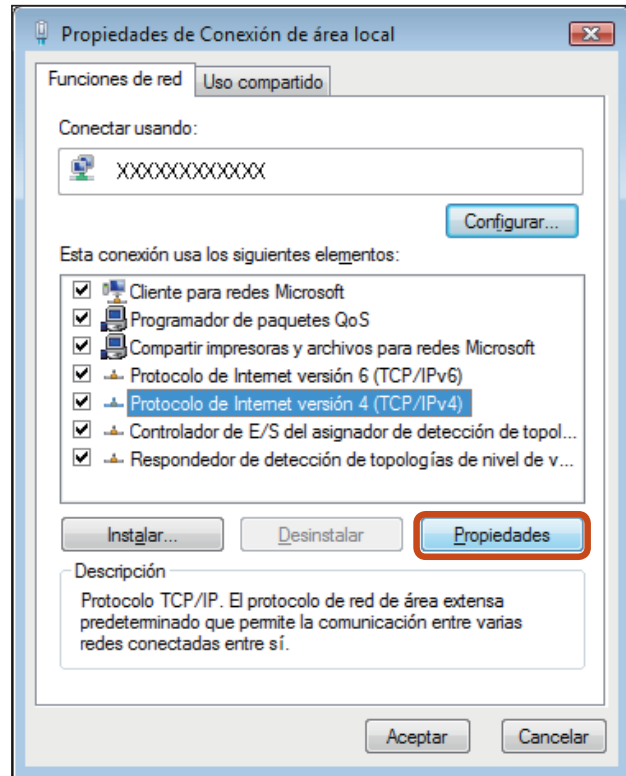 Propiedades de Conexión de área local
Funciones de red Uso compartido
Conectar usando:
XXXXXXXXXXXX
Configurar...
Esta conexión usa los siguientes elementos:
Cliente para redes Microsoft
Programador de paquetes QoS
Compartir impresoras y archivos para redes Microsoft
Protocolo de Internet versión 6 (TCP/IPv6)
Protocolo de Internet versión 4 (TCP/IPv4)
Controlador de E/S del asignador de detección de topol...
Respondedor de detección de topologías de nivel de v...
Instalar... Desinstalar Propiedades
Descripción
Protocolo TCP/IP. El protocolo de red de área extensa
predeterminado que permite la comunicación entre varias
redes conectadas entre sí.
Aceptar Cancelar